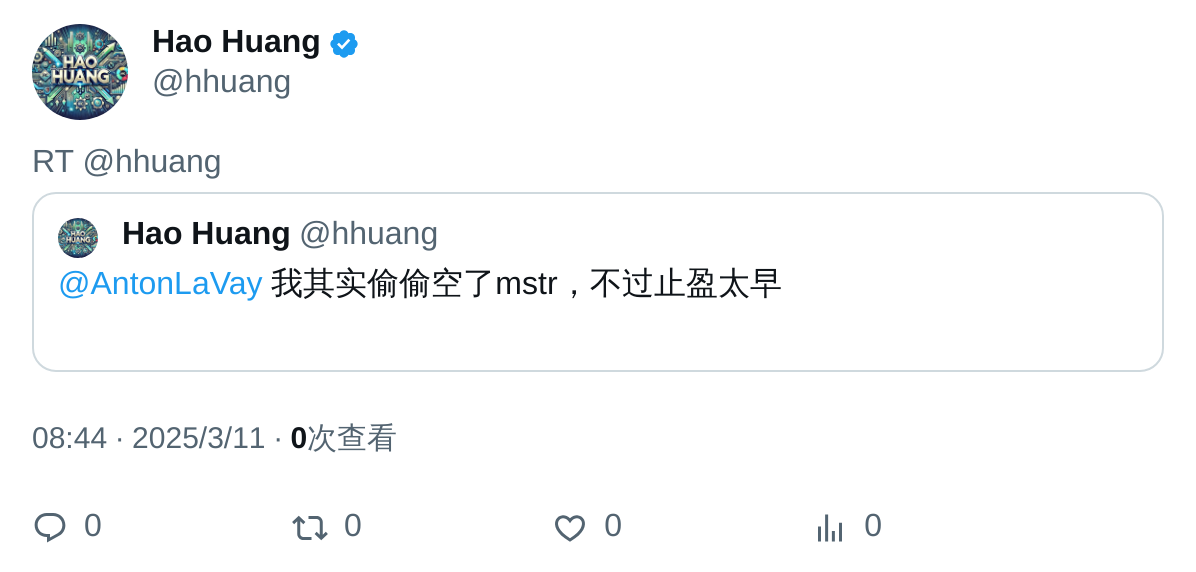 HAO
HUANG
Hao Huang
@hhuang
RT @hhuang
HAO
HUANG
Hao Huang @hhuang
@AntonLaVay 我其实偷偷空了mstr，不过止盈太早
08:44 · 2025/3/11 · 0次查看
0 0 0 0